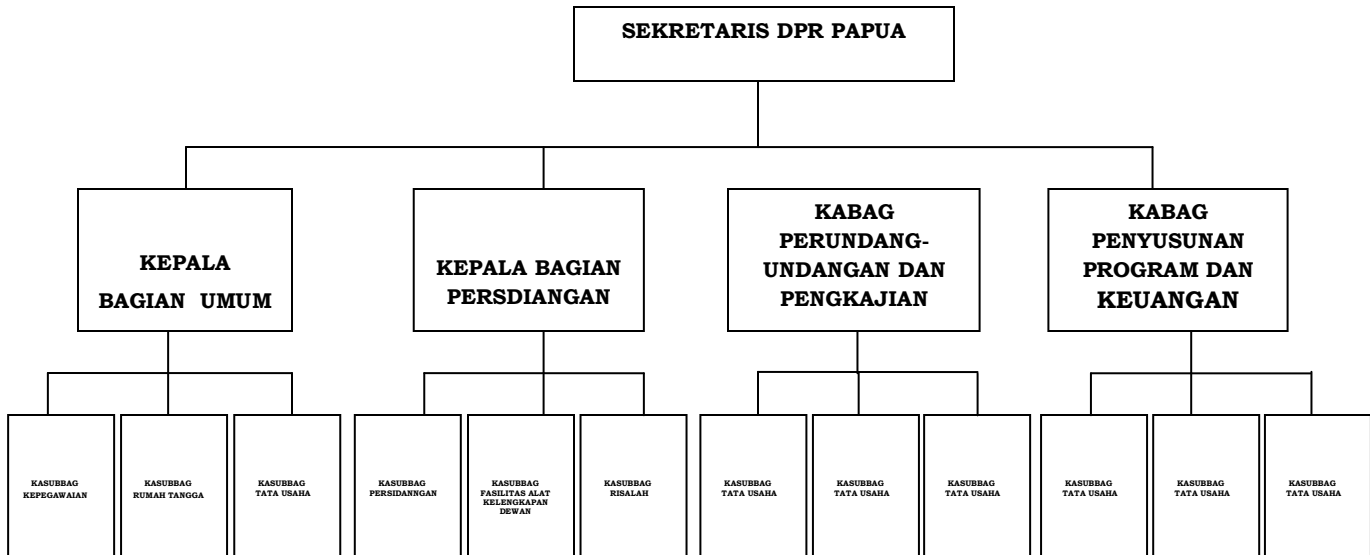 SEKRETARIS DPR PAPUA
KEPALA
BAGIAN UMUM
KEPALA BAGIAN
PERSDIANGAN
KABAG
PERUNDANG-
UNDANGAN DAN
PENGKAJIAN
KABAG
PENYUSUNAN
PROGRAM DAN
KEUANGAN
KASUBBAG
KEPEGAWAIAN
KASUBBAG
RUMAH TANGGA
KASUBBAG
TATA USAHA
KASUBBAG
PERSIDANNGAN
KASUBBAG
FASILITAS ALAT
KELENGKAPAN
DEWAN
KASUBBAG
RISALAH
KASUBBAG
TATA USAHA
KASUBBAG
TATA USAHA
KASUBBAG
TATA USAHA
KASUBBAG
TATA USAHA
KASUBBAG
TATA USAHA
KASUBBAG
TATA USAHA